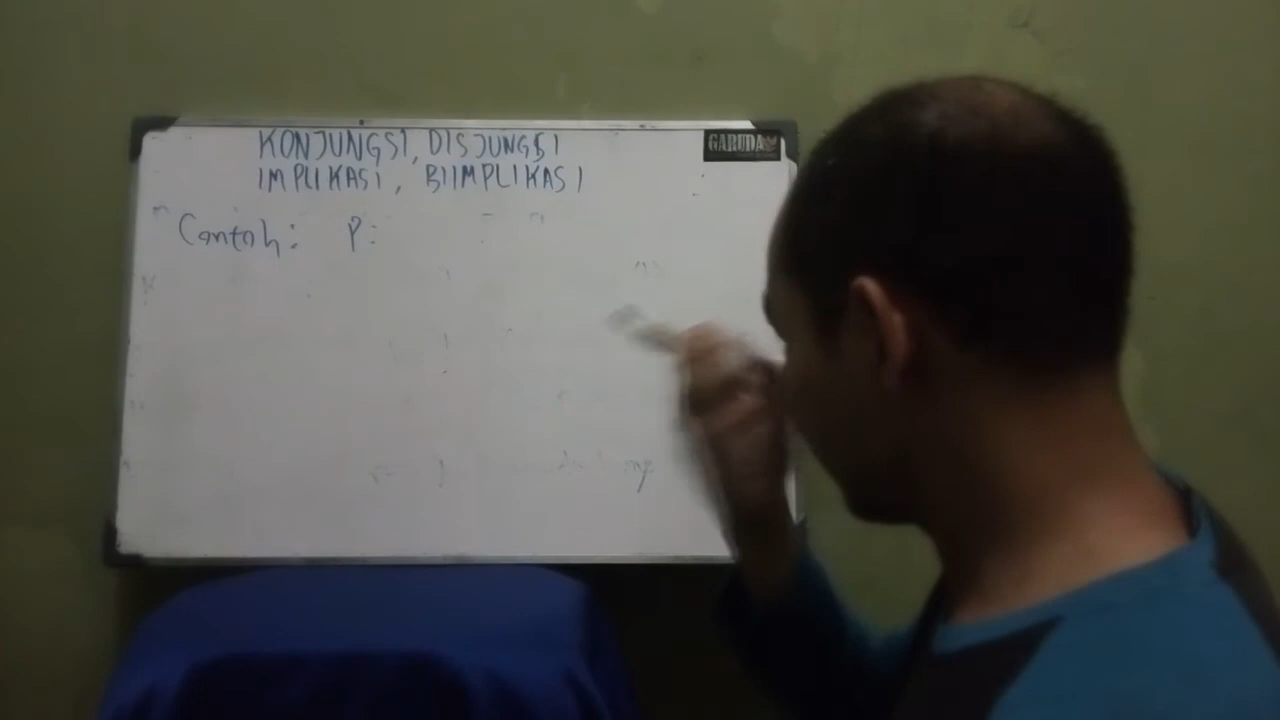 KONJUNGSI, DISJUNGSI
GARUDA
IMPLIKASI, BIIMPLIKASI
Contoh: P: